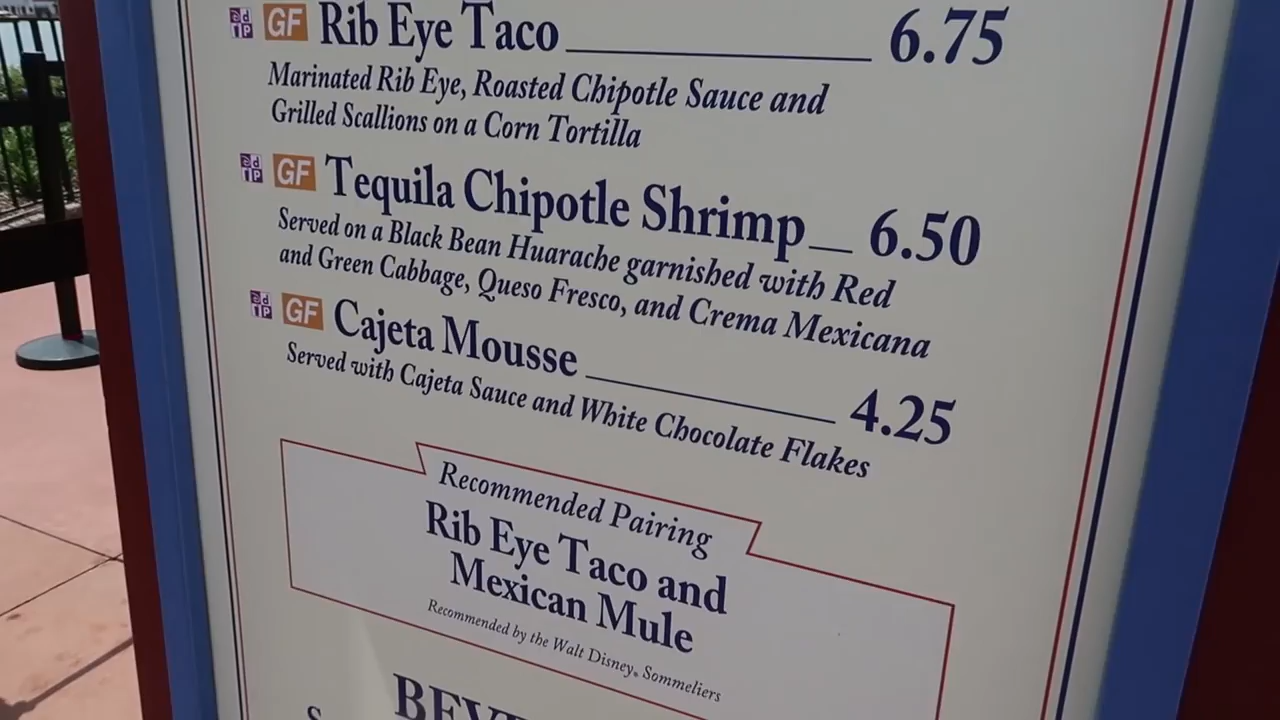 GF Rib Eye Taco 6.75
Marinated Rib Eye, Roasted Chipotle Sauce and
Grilled Scallions on a Corn Tortilla
GF Tequila Chipotle Shrimp 6.50
Served on a Black Bean Huarache garnished with Red
and Green Cabbage, Queso Fresco, and Crema Mexicana
GF Cajeta Mousse 4.25
Served with Cajeta Sauce and White Chocolate Flakes
Recommended Pairing
Rib Eye Taco and
Mexican Mule
Recommended by the Walt Disney® Sommeliers